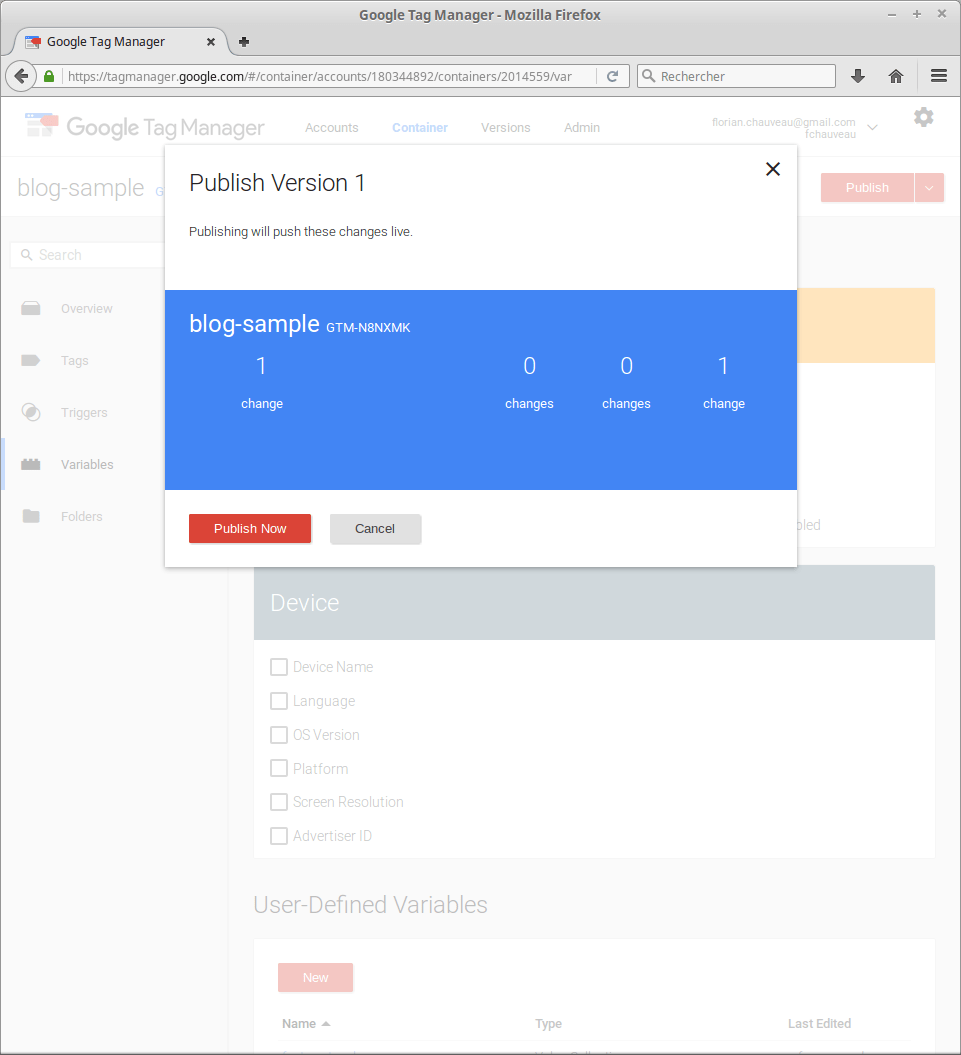 Google Tag Manager - Mozilla Firefox
Google Tag Manager
https://tagmanager.google.com/#/container/accounts/180344892/containers/2014559/var
Rechercher
Google Tag Manager
Accounts
Container
Versions
Admin
florian.chauveau@gmail.com
fchauveau
blog-sample
Publish
Publish Version 1
Publishing will push these changes live.
blog-sample GTM-N8NXMK
1 0 0 1
change changes changes change
Publish Now
Cancel
Search
Overview
Tags
Triggers
Variables
Folders
Device
Device Name
Language
OS Version
Platform
Screen Resolution
Advertiser ID
User-Defined Variables
New
Name
Type
Last Edited